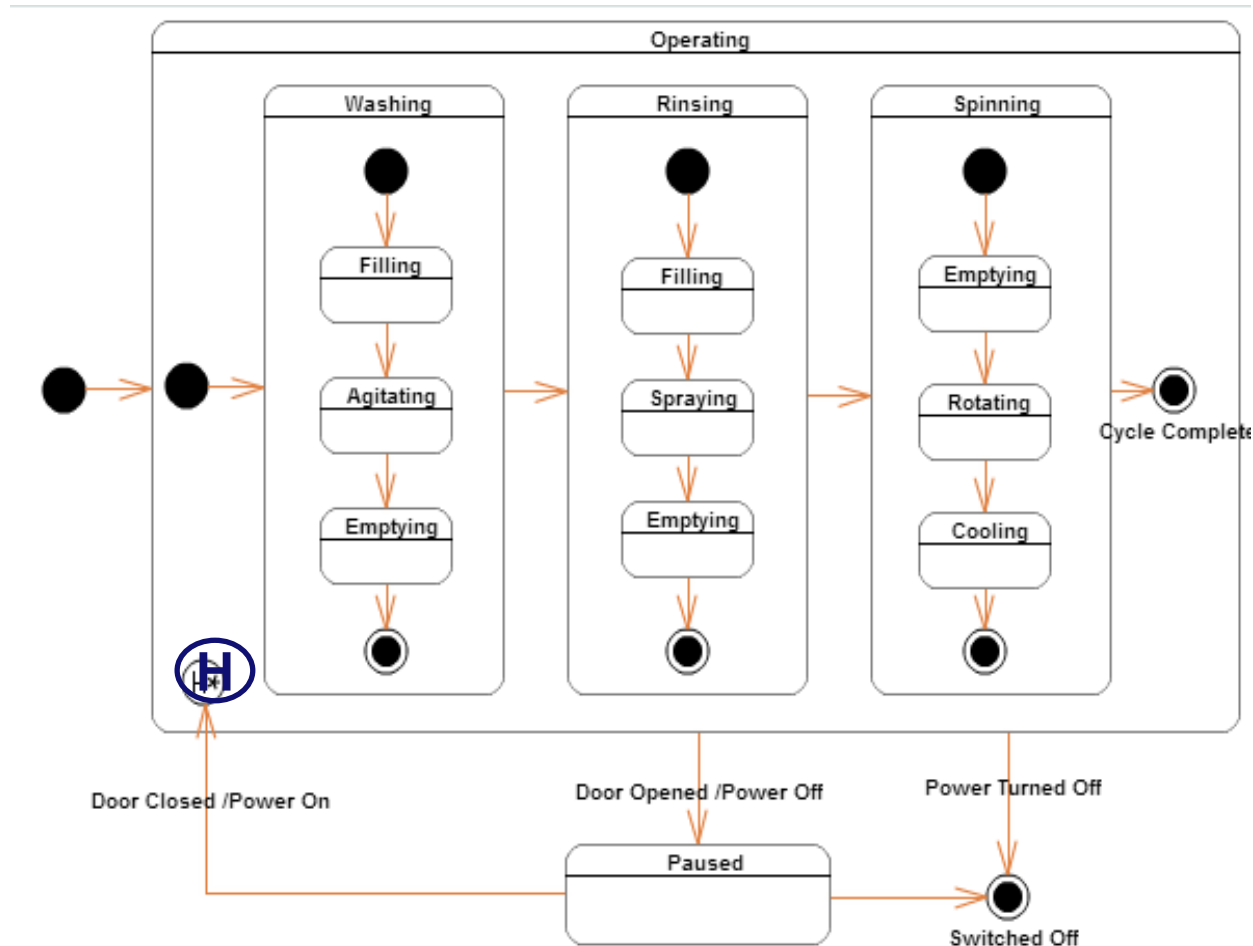 Operating
Washing
Rinsing
Spinning
Filling
Filling
Emptying
Agitating
Spraying
Rotating
Cycle Complete
Emptying
Emptying
Cooling
H
H*
Door Closed /Power On
Door Opened /Power Off
Power Turned Off
Paused
Switched Off